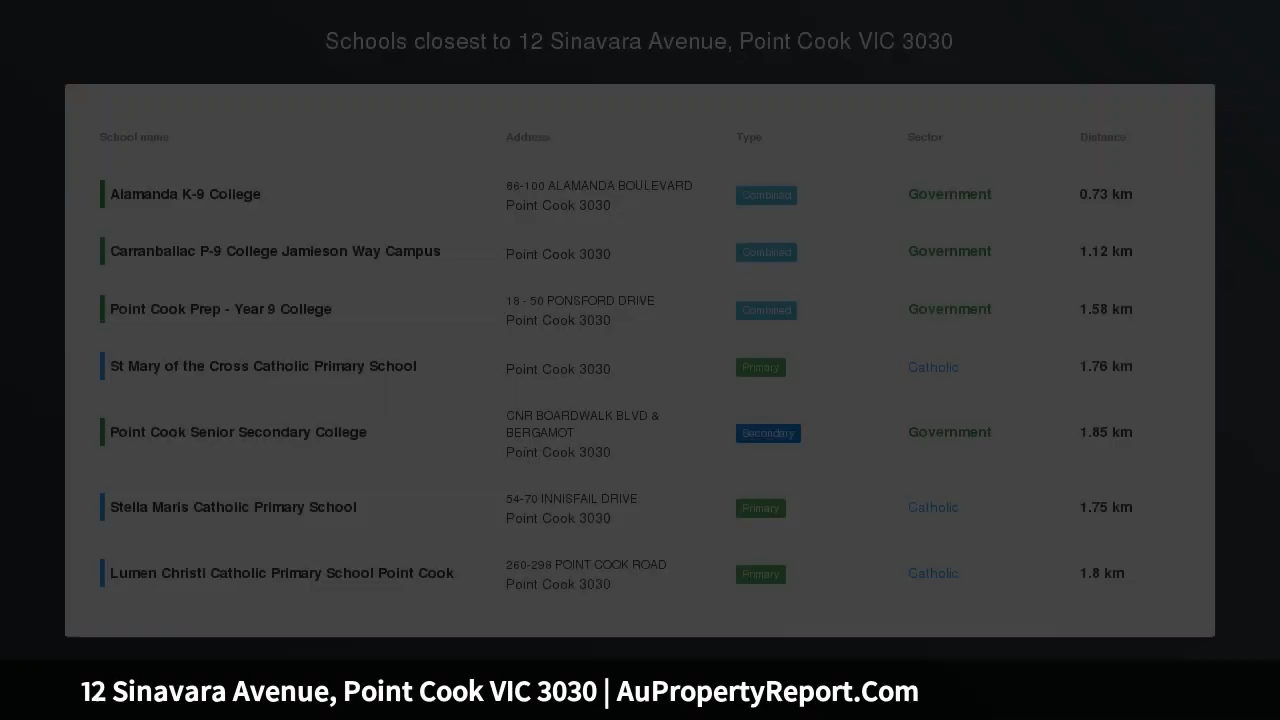 Schools closest to 12 Sinavara Avenue, Point Cook VIC 3030
School name Address Type Sector Distance
Alamanda K-9 College 86-100 ALAMANDA BOULEVARD Point Cook 3030 Combined Government 0.73 km
Carranballac P-9 College Jamieson Way Campus Point Cook 3030 Combined Government 1.12 km
Point Cook Prep - Year 9 College 18 - 50 PONSFORD DRIVE Point Cook 3030 Combined Government 1.58 km
St Mary of the Cross Catholic Primary School Point Cook 3030 Primary Catholic 1.76 km
Point Cook Senior Secondary College CNR BOARDWALK BLVD & BERGAMOT Point Cook 3030 Secondary Government 1.85 km
Stella Maris Catholic Primary School 54-70 INNISFAIL DRIVE Point Cook 3030 Primary Catholic 1.75 km
Lumen Christi Catholic Primary School Point Cook 260-298 POINT COOK ROAD Point Cook 3030 Primary Catholic 1.8 km
12 Sinavara Avenue, Point Cook VIC 3030 | AuPropertyReport.Com